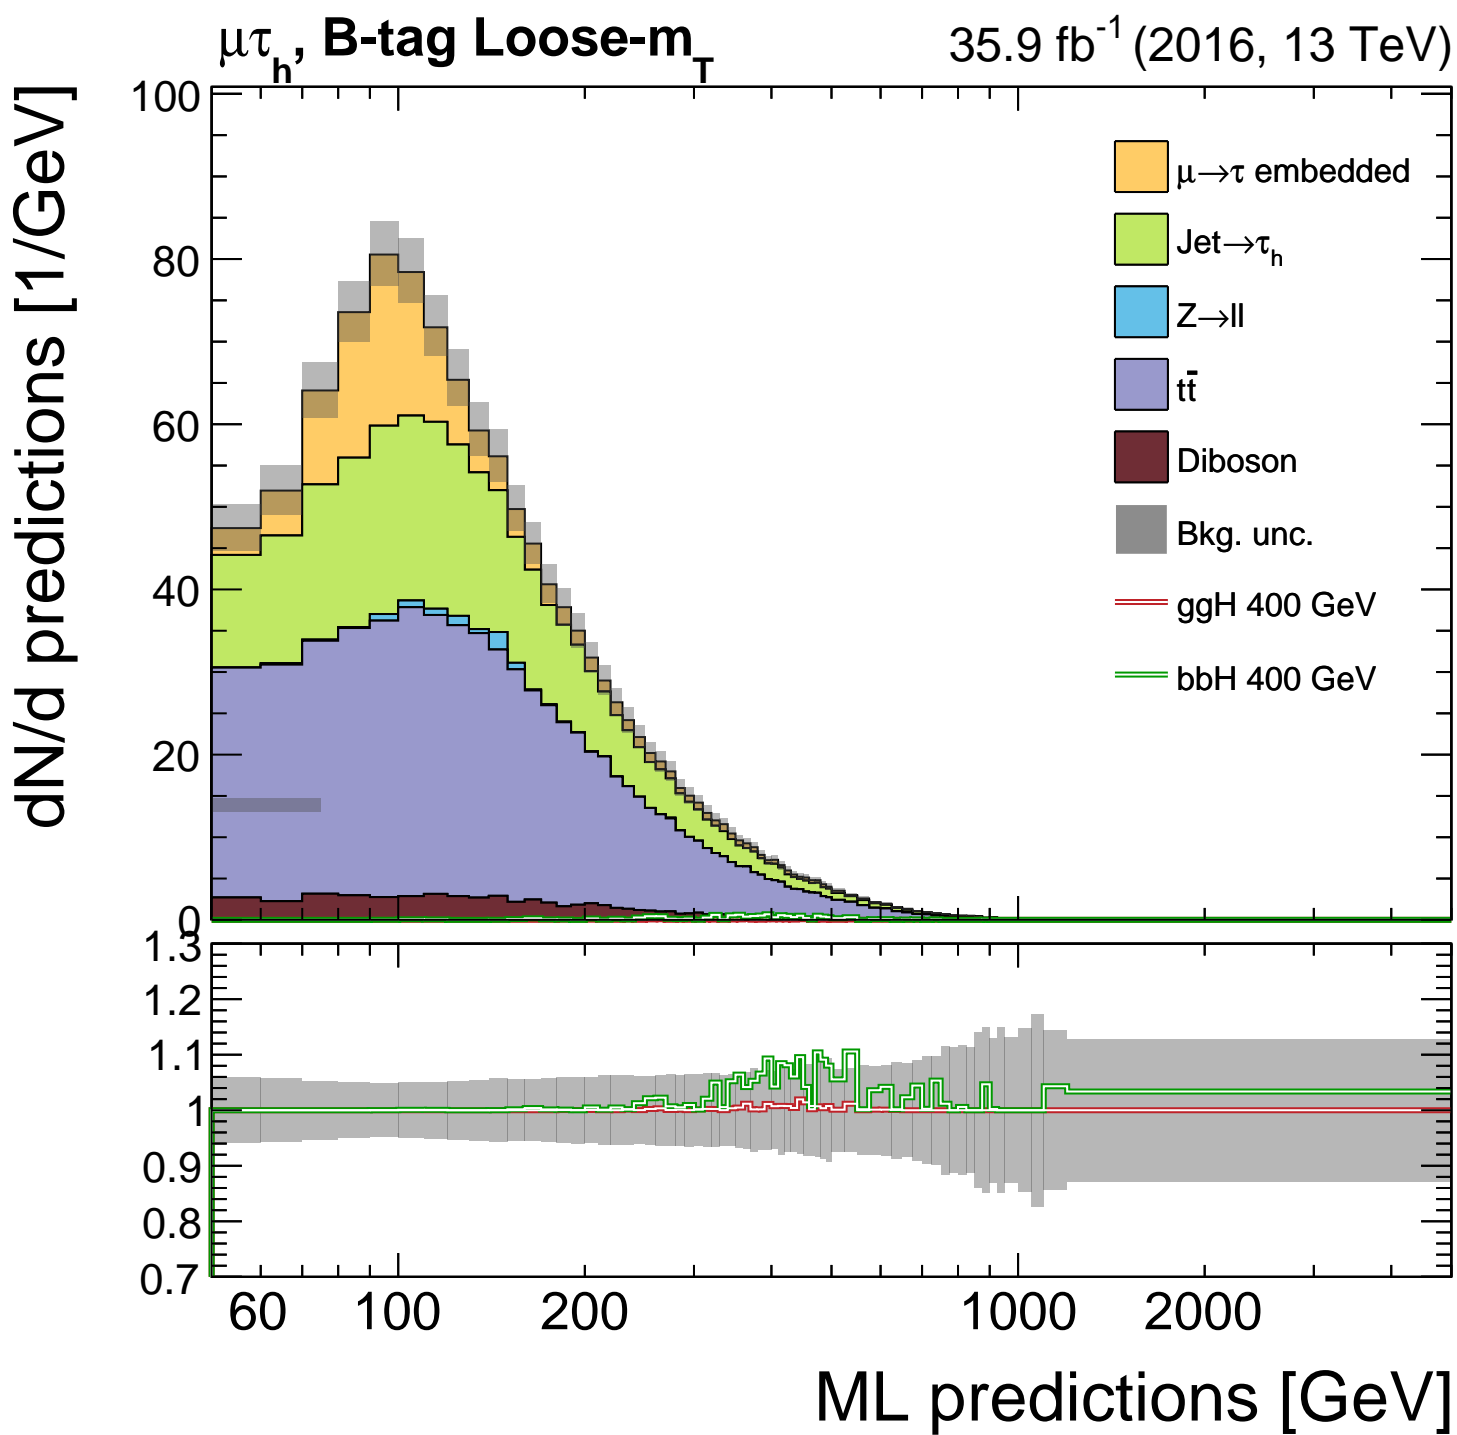 μτh, B-tag Loose-mT
35.9 fb-1 (2016, 13 TeV)
dN/d predictions [1/GeV]
100
80
60
40
20
0
μ→τ embedded
Jet→τh
Z→ll
tt̄
Diboson
Bkg. unc.
ggH 400 GeV
bbH 400 GeV
1.3
1.2
1.1
1
0.9
0.8
0.7
60 100 200 1000 2000
ML predictions [GeV]